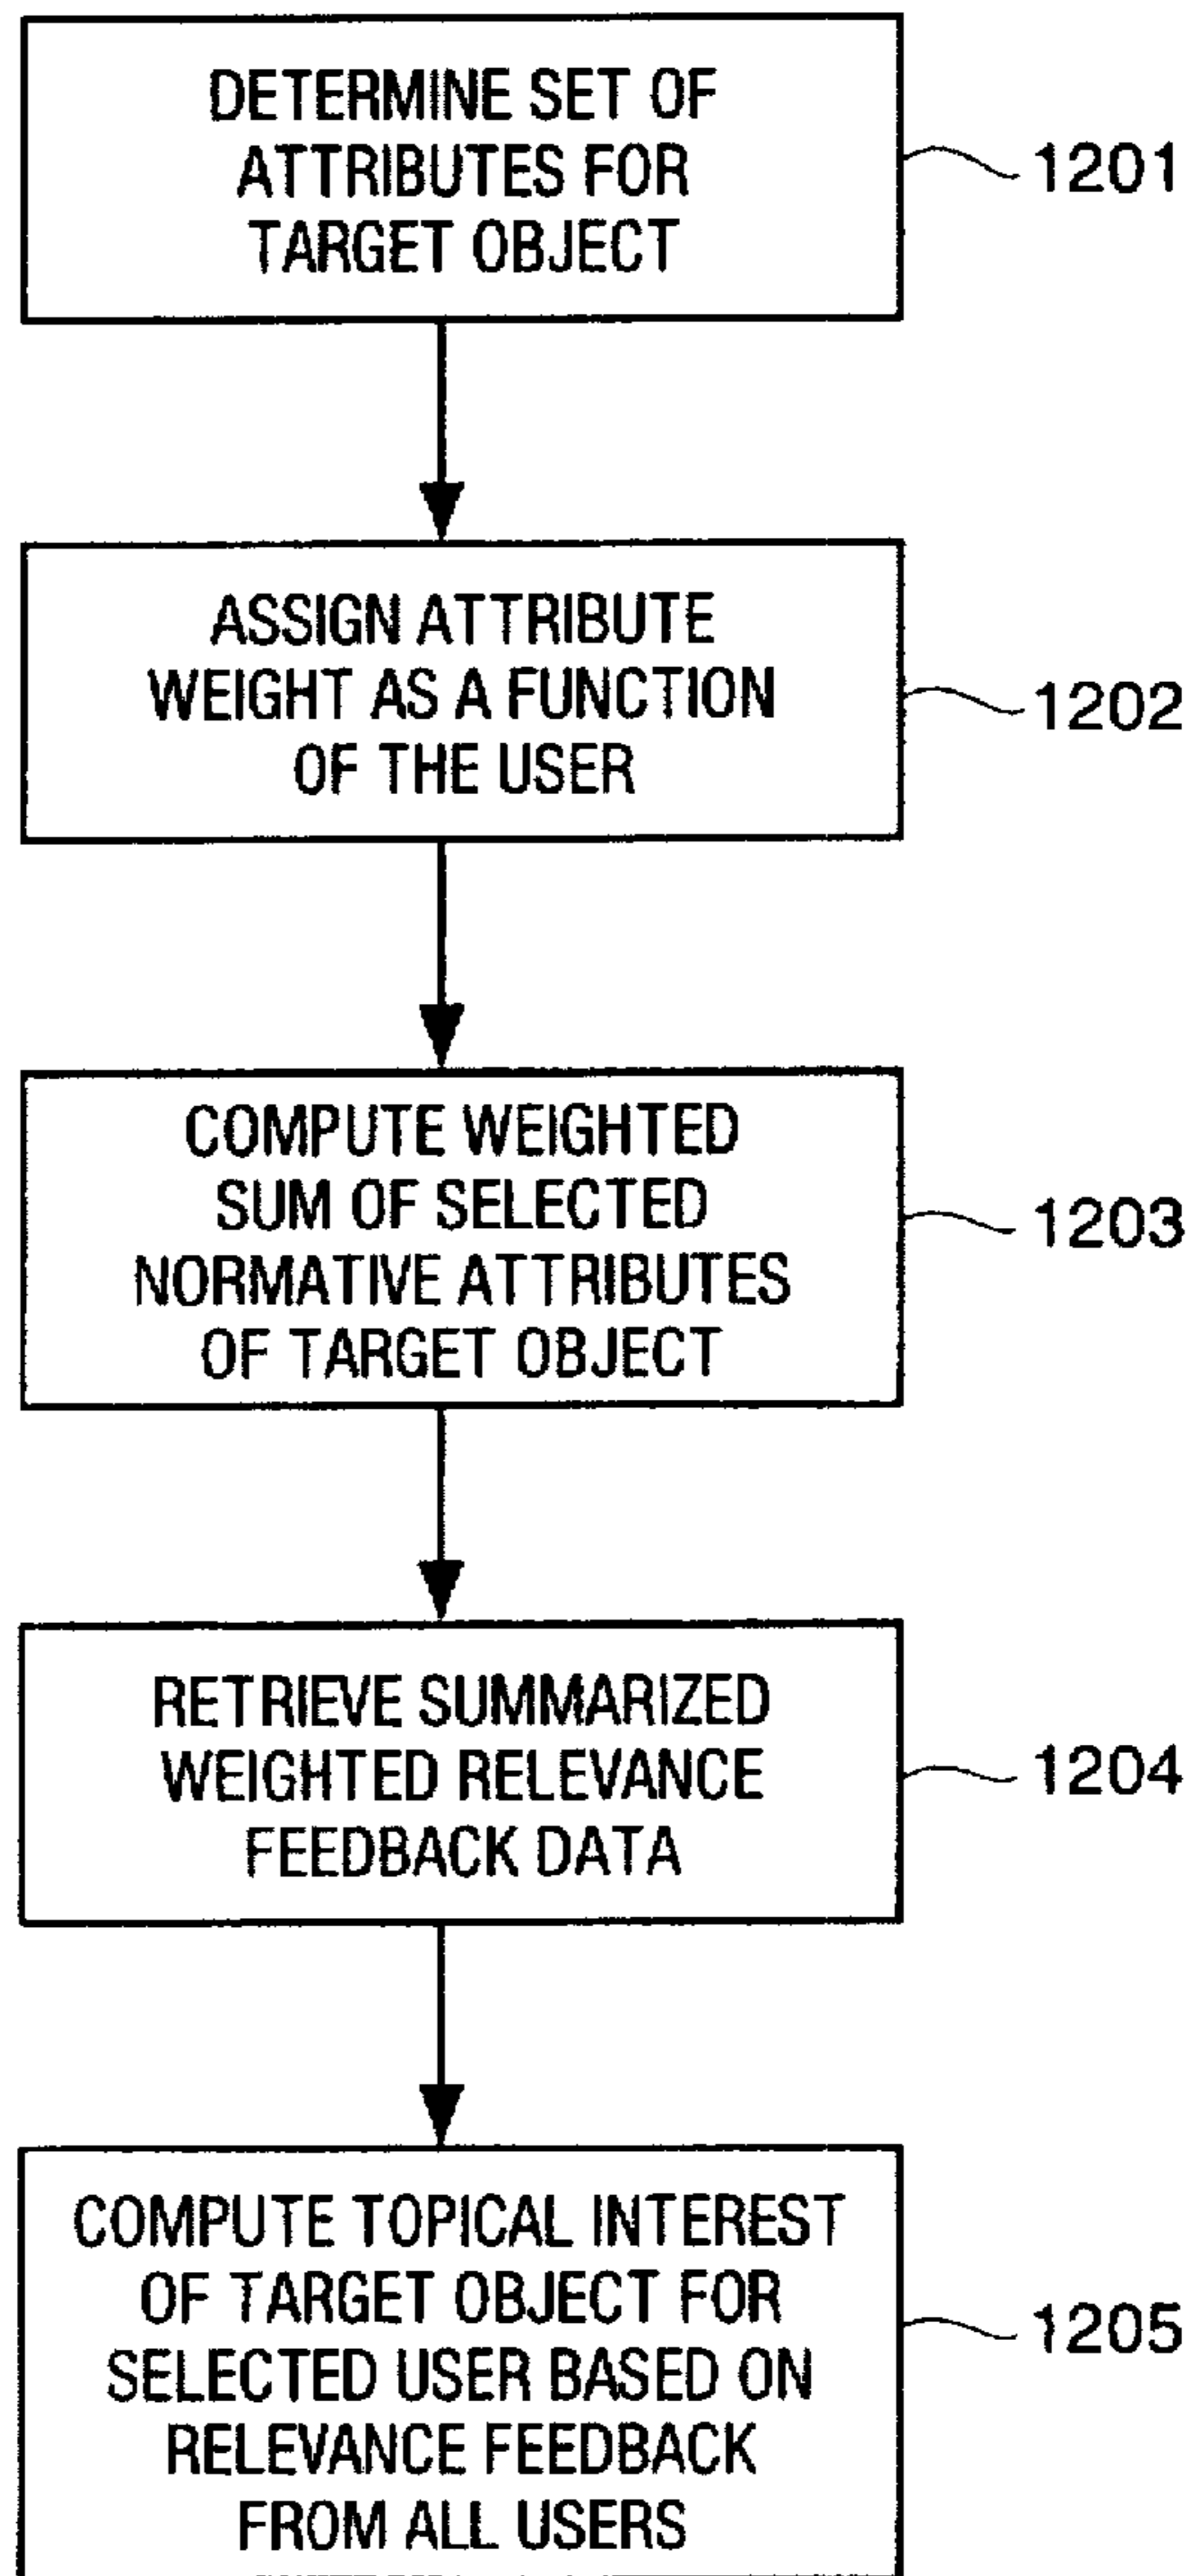 DETERMINE SET OF
ATTRIBUTES FOR
TARGET OBJECT
1201
ASSIGN ATTRIBUTE
WEIGHT AS A FUNCTION
OF THE USER
1202
COMPUTE WEIGHTED
SUM OF SELECTED
NORMATIVE ATTRIBUTES
OF TARGET OBJECT
1203
RETRIEVE SUMMARIZED
WEIGHTED RELEVANCE
FEEDBACK DATA
1204
COMPUTE TOPICAL INTEREST
OF TARGET OBJECT FOR
SELECTED USER BASED ON
RELEVANCE FEEDBACK
FROM ALL USERS
1205